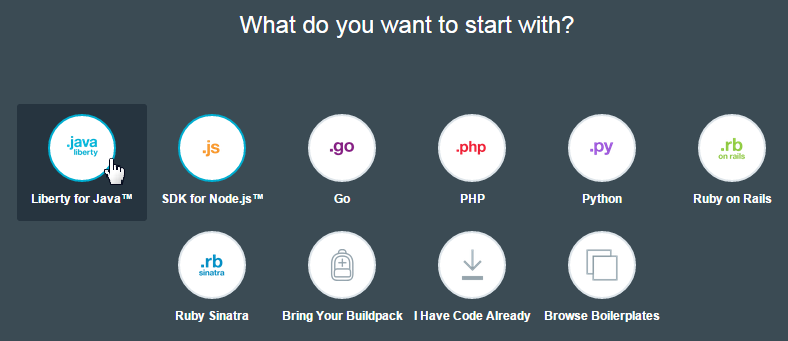 What do you want to start with?
.java
liberty
.js
.go
.php
.py
.rb
on rails
Liberty for Java™
SDK for Node.js™
Go
PHP
Python
Ruby on Rails
.rb
sinatra
Ruby Sinatra
Bring Your Buildpack
I Have Code Already
Browse Boilerplates